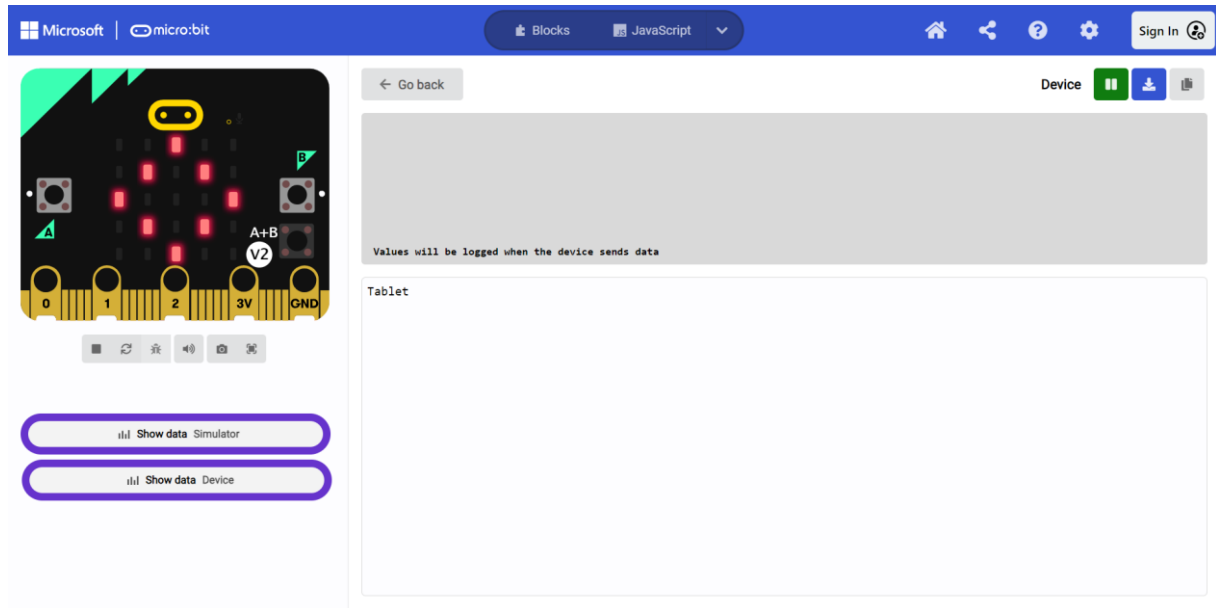 Microsoft micro:bit Blocks JavaScript Sign In
Go back Device
B
A
A+B
V2
0 1 2 3V GND
Values will be logged when the device sends data
Tablet
Show data Simulator
Show data Device